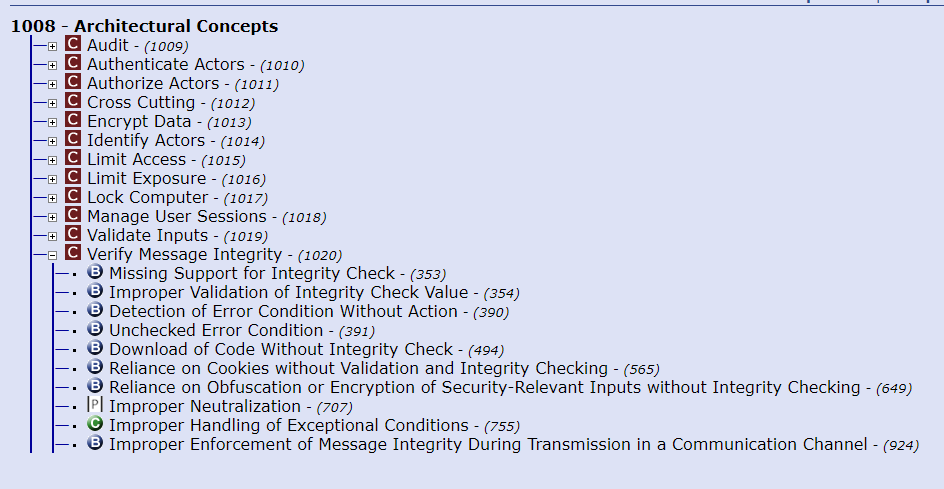 1008 - Architectural Concepts
C Audit - (1009)
C Authenticate Actors - (1010)
C Authorize Actors - (1011)
C Cross Cutting - (1012)
C Encrypt Data - (1013)
C Identify Actors - (1014)
C Limit Access - (1015)
C Limit Exposure - (1016)
C Lock Computer - (1017)
C Manage User Sessions - (1018)
C Validate Inputs - (1019)
C Verify Message Integrity - (1020)
B Missing Support for Integrity Check - (353)
B Improper Validation of Integrity Check Value - (354)
B Detection of Error Condition Without Action - (390)
B Unchecked Error Condition - (391)
B Download of Code Without Integrity Check - (494)
B Reliance on Cookies without Validation and Integrity Checking - (565)
B Reliance on Obfuscation or Encryption of Security-Relevant Inputs without Integrity Checking - (649)
P Improper Neutralization - (707)
C Improper Handling of Exceptional Conditions - (755)
B Improper Enforcement of Message Integrity During Transmission in a Communication Channel - (924)